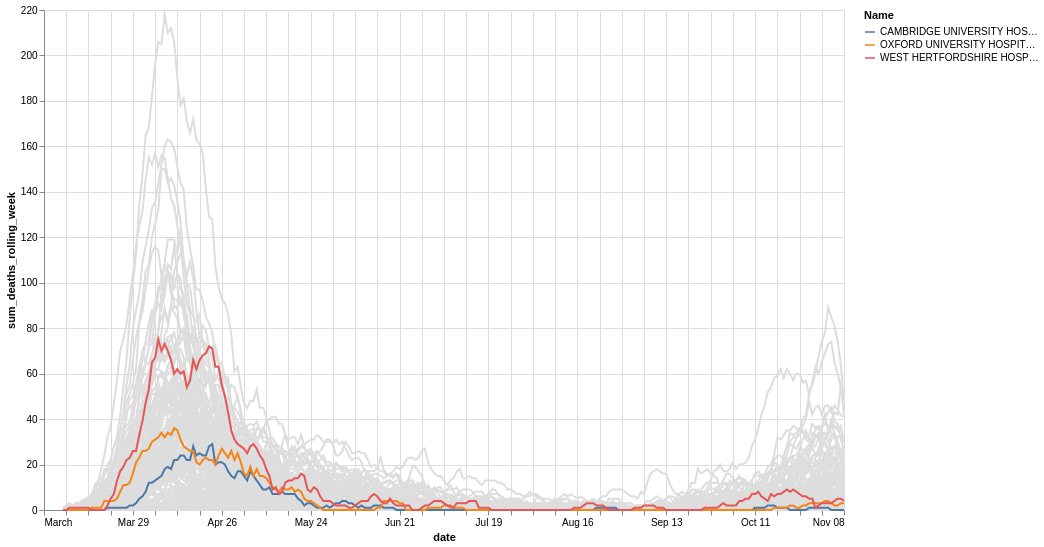 220
200
180
160
140
120
100
80
60
40
20
0
sum_deaths_rolling_week
March
Mar 29
Apr 26
May 24
Jun 21
Jul 19
Aug 16
Sep 13
Oct 11
Nov 08
date
Name
CAMBRIDGE UNIVERSITY HOS…
OXFORD UNIVERSITY HOSPIT…
WEST HERTFORDSHIRE HOSP…